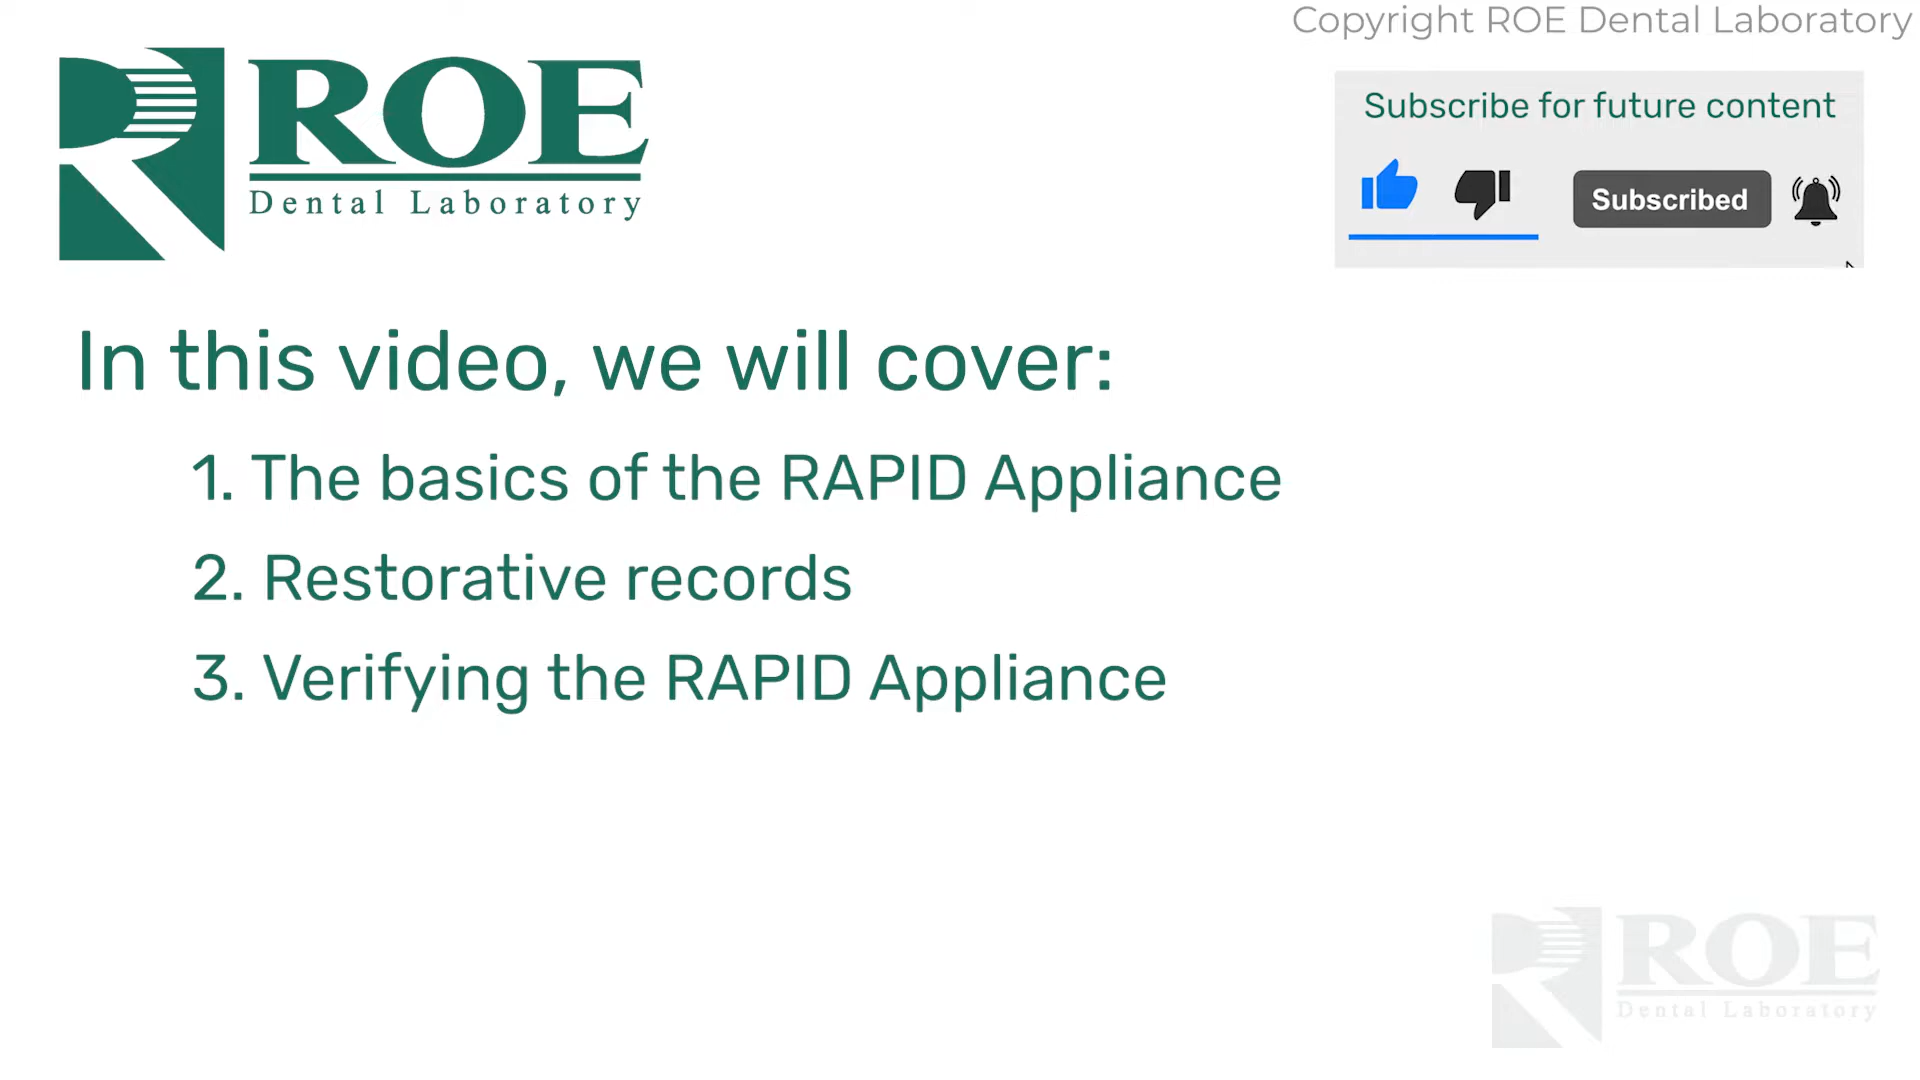 Copyright ROE Dental Laboratory
ROE
Dental Laboratory
Subscribe for future content
Subscribed
In this video, we will cover:
1. The basics of the RAPID Appliance
2. Restorative records
3. Verifying the RAPID Appliance
ROE
Dental Laboratory